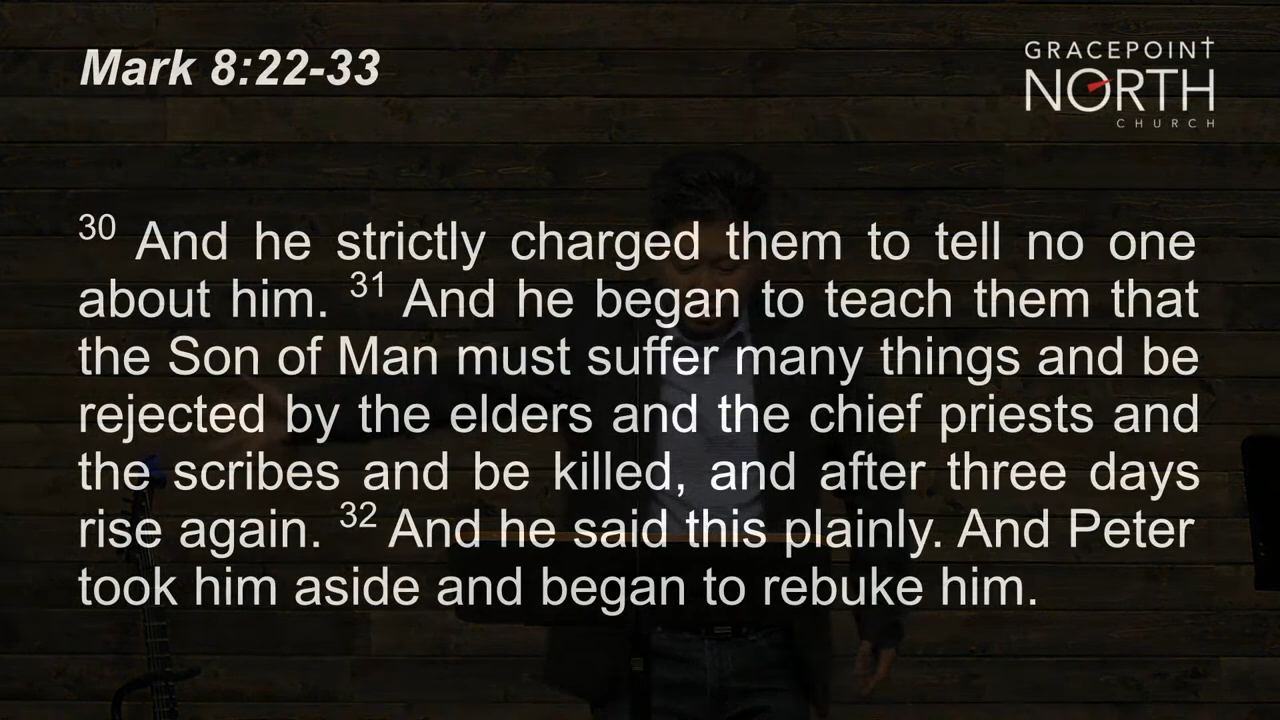 Mark 8:22-33
GRACEPOINT
NORTH
CHURCH
30 And he strictly charged them to tell no one
about him. 31 And he began to teach them that
the Son of Man must suffer many things and be
rejected by the elders and the chief priests and
the scribes and be killed, and after three days
rise again. 32 And he said this plainly. And Peter
took him aside and began to rebuke him.